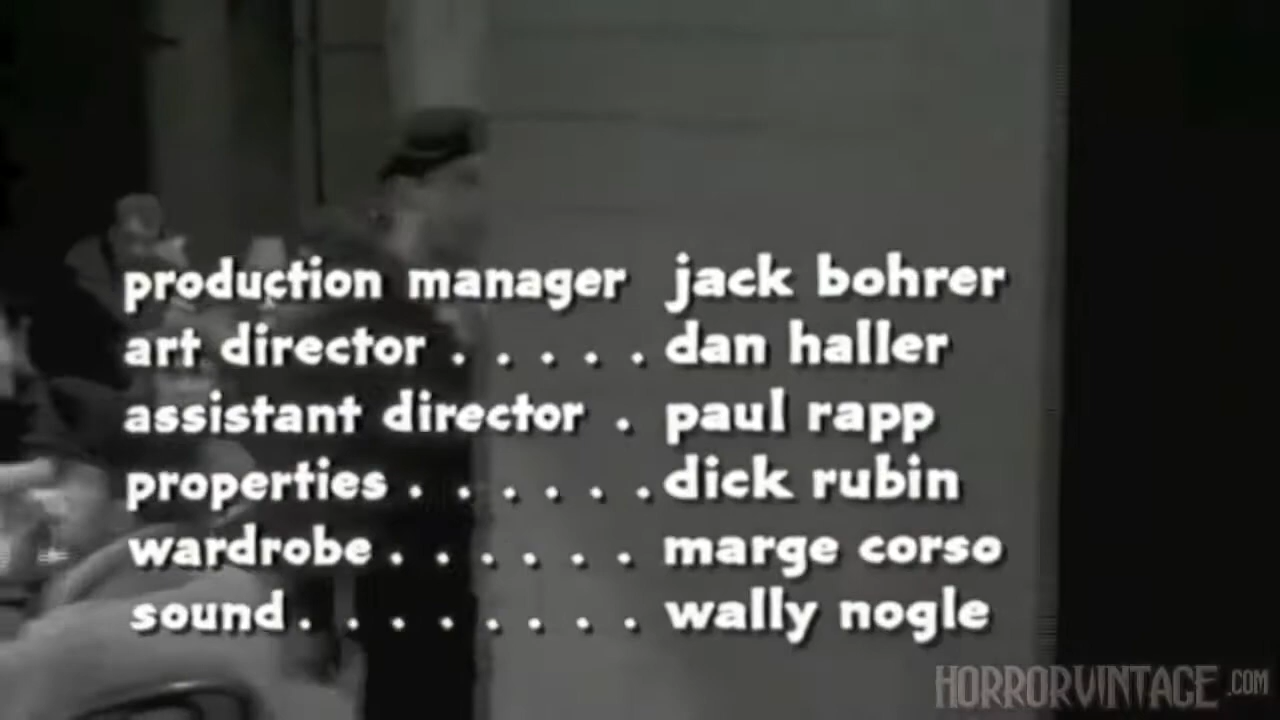 production manager jack bohrer
art director . . . . . dan haller
assistant director . paul rapp
properties . . . . . . dick rubin
wardrobe . . . . . . marge corso
sound . . . . . . . . wally nogle
HORRORVINTAGE.COM